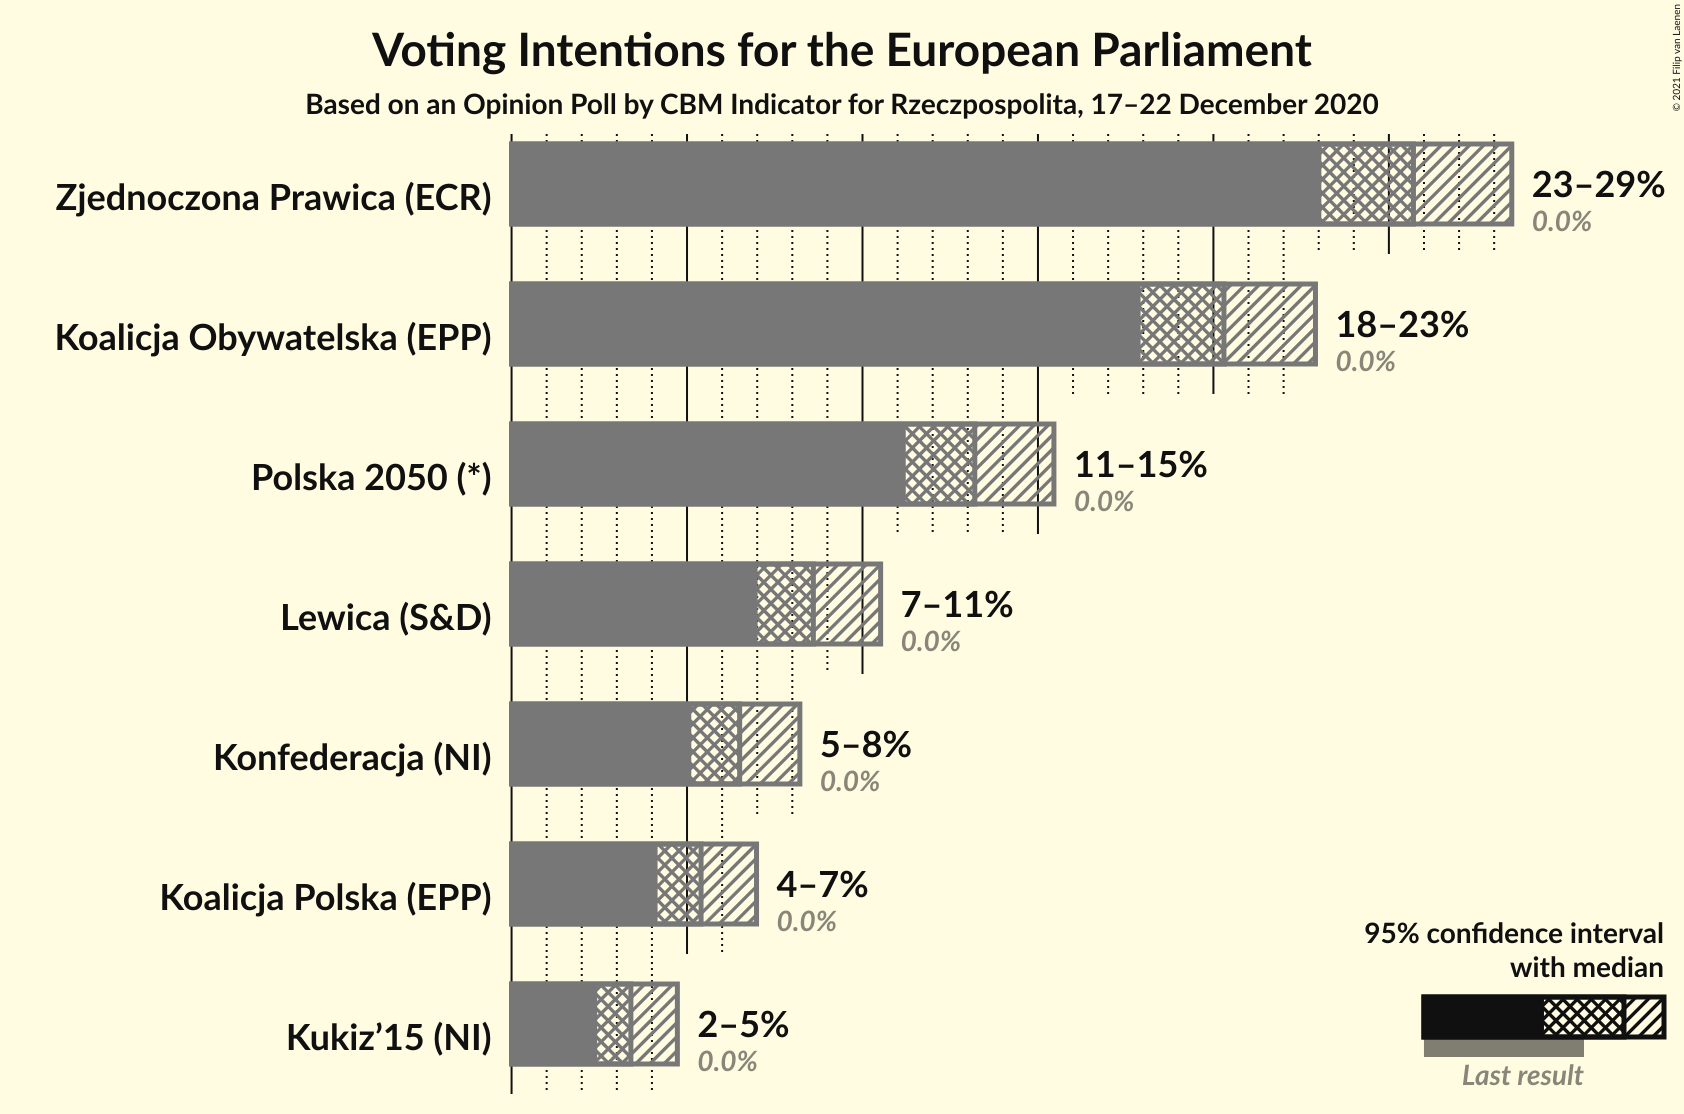 Voting Intentions for the European Parliament
Based on an Opinion Poll by CBM Indicator for Rzeczpospolita, 17–22 December 2020
© 2021 Filip van Laenen
Zjednoczona Prawica (ECR)
23–29%
0.0%
Koalicja Obywatelska (EPP)
18–23%
0.0%
Polska 2050 (*)
11–15%
0.0%
Lewica (S&D)
7–11%
0.0%
Konfederacja (NI)
5–8%
0.0%
Koalicja Polska (EPP)
4–7%
0.0%
Kukiz’15 (NI)
2–5%
0.0%
95% confidence interval
with median
Last result